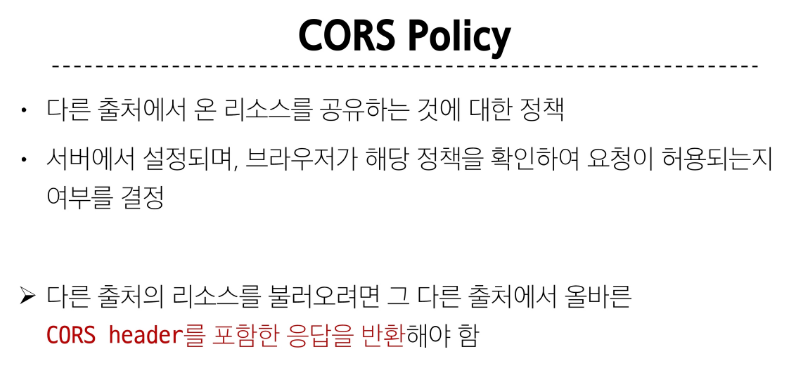 CORS Policy
• 다른 출처에서 온 리소스를 공유하는 것에 대한 정책
• 서버에서 설정되며, 브라우저가 해당 정책을 확인하여 요청이 허용되는지
여부를 결정
➢ 다른 출처의 리소스를 불러오려면 그 다른 출처에서 올바른
CORS header를 포함한 응답을 반환해야 함